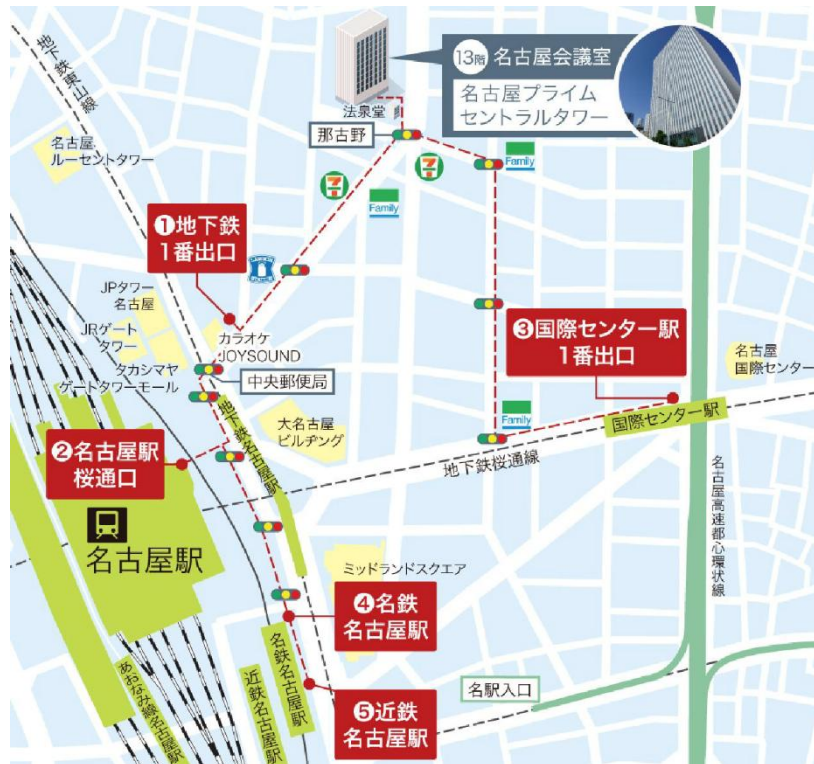 地下鉄東山線
13階 名古屋会議室
名古屋プライム
セントラルタワー
法泉堂
那古野
名古屋
ルーセントタワー
Family
Family
❶地下鉄
1番出口
JPタワー
名古屋
JRゲート
タワー
タカシマヤ
ゲートタワーモール
カラオケ
JOYSOUND
中央郵便局
❸国際センター駅
1番出口
名古屋
国際センター
Family
国際センター駅
大名古屋
ビルヂング
地下鉄名古屋駅
❷名古屋駅
桜通口
地下鉄桜通線
名古屋高速都心環状線
名古屋駅
ミッドランドスクエア
❹名鉄
名古屋駅
名鉄名古屋駅
近鉄名古屋駅
あおなみ線名古屋駅
❺近鉄
名古屋駅
名駅入口